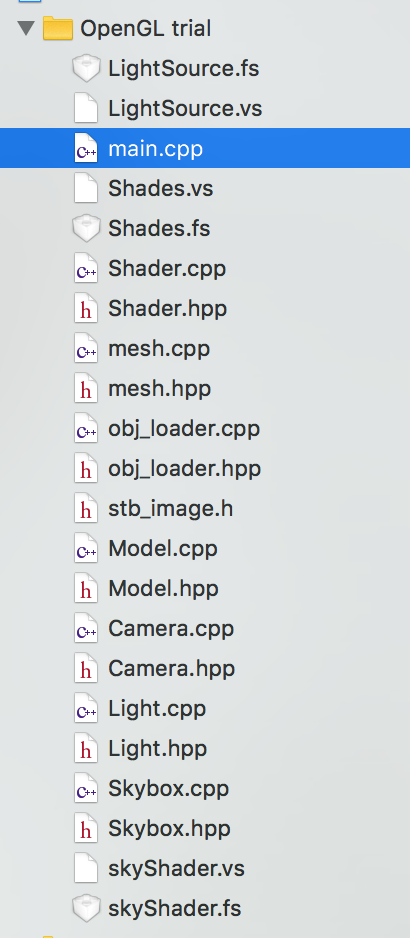 OpenGL trial
LightSource.fs
LightSource.vs
C++ main.cpp
Shades.vs
Shades.fs
C++ Shader.cpp
h Shader.hpp
C++ mesh.cpp
h mesh.hpp
C++ obj_loader.cpp
h obj_loader.hpp
h stb_image.h
C++ Model.cpp
h Model.hpp
C++ Camera.cpp
h Camera.hpp
C++ Light.cpp
h Light.hpp
C++ Skybox.cpp
h Skybox.hpp
skyShader.vs
skyShader.fs